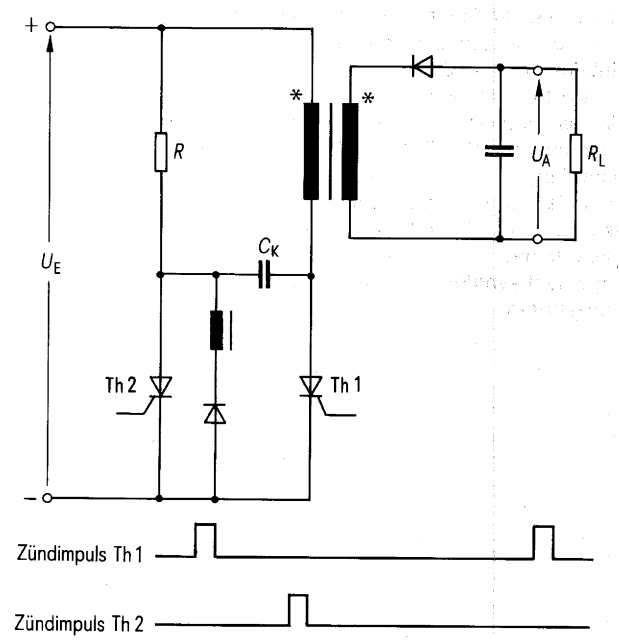 +
*
*
R
U_A
R_L
C_K
U_E
Th 2
Th 1
−
Zündimpuls Th 1
Zündimpuls Th 2